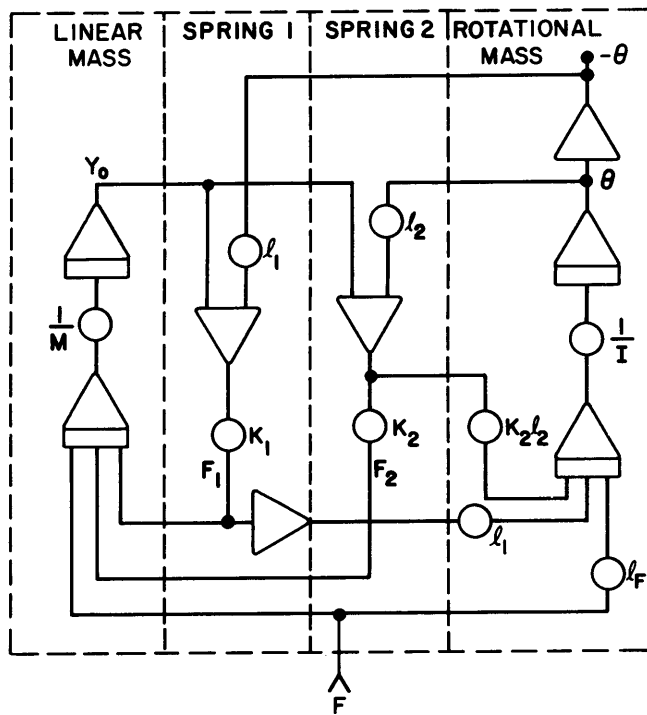 LINEAR MASS
SPRING 1
SPRING 2
ROTATIONAL MASS
-θ
Y₀
θ
ℓ₁
ℓ₂
1/M
1/I
K₁
K₂
K₂ℓ₂
F₁
F₂
ℓ₁
ℓF
F